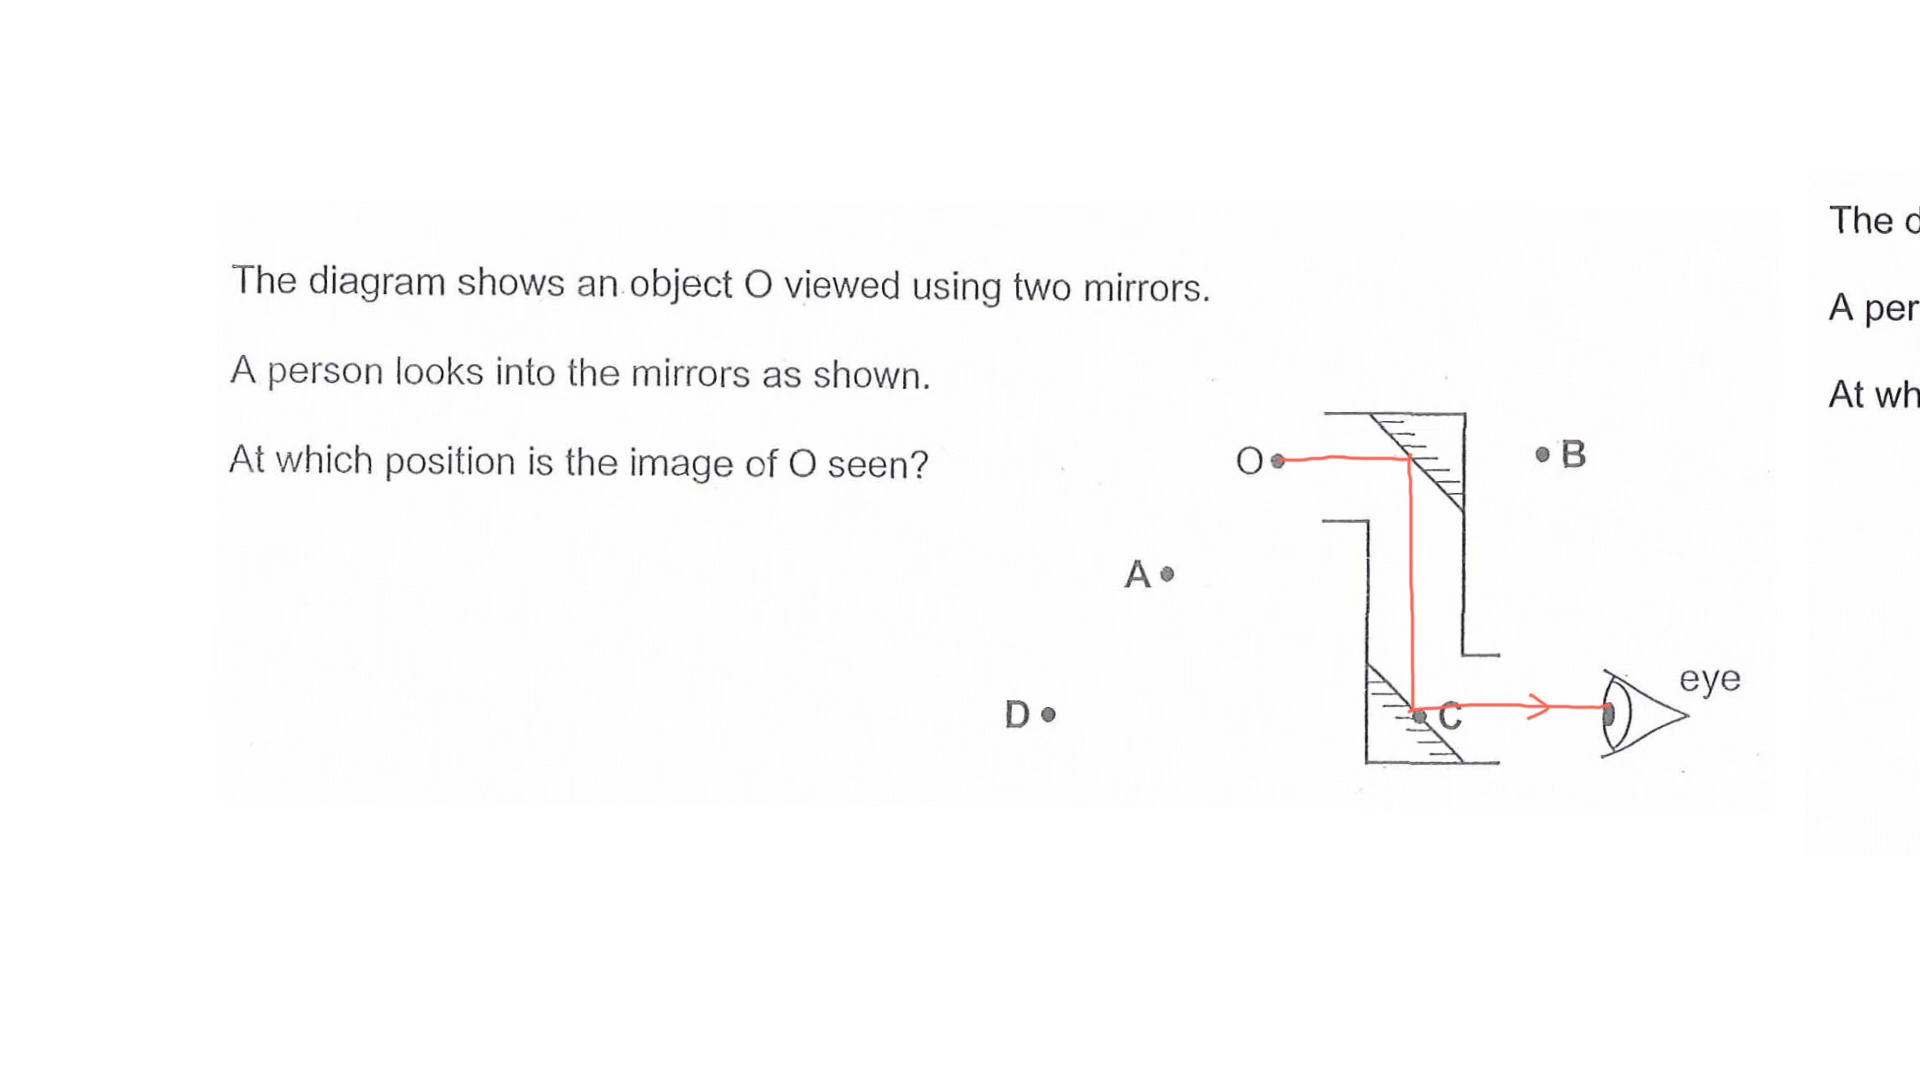 The diagram shows an object O viewed using two mirrors.
A person looks into the mirrors as shown.
At which position is the image of O seen?
O
B
A
D
C
eye
The
A per
At wh